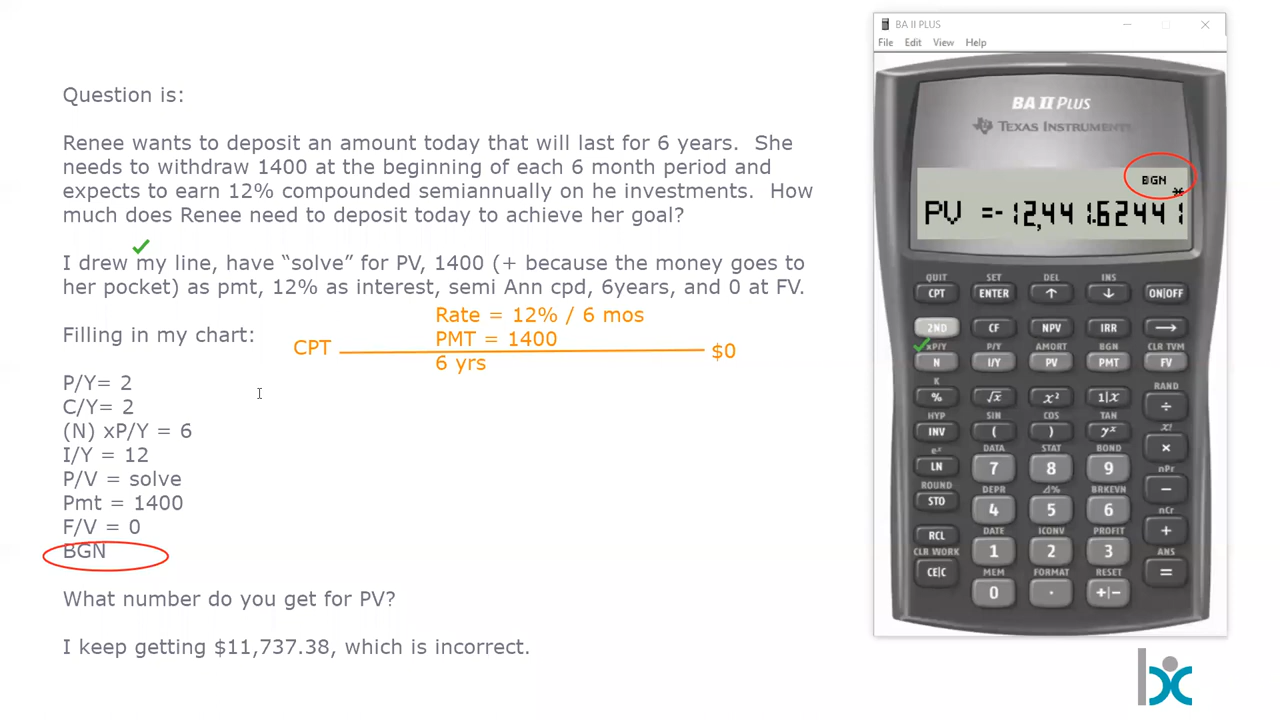 Question is:
Renee wants to deposit an amount today that will last for 6 years. She
needs to withdraw 1400 at the beginning of each 6 month period and
expects to earn 12% compounded semiannually on he investments. How
much does Renee need to deposit today to achieve her goal?
I drew my line, have “solve” for PV, 1400 (+ because the money goes to
her pocket) as pmt, 12% as interest, semi Ann cpd, 6years, and 0 at FV.
Filling in my chart:
Rate = 12% / 6 mos
PMT = 1400
CPT
$0
6 yrs
P/Y= 2
C/Y= 2
(N) xP/Y = 6
I/Y = 12
P/V = solve
Pmt = 1400
F/V = 0
BGN
What number do you get for PV?
I keep getting $11,737.38, which is incorrect.
BA II PLUS
File Edit View Help
BA II PLUS
TEXAS INSTRUMENTS
BGN
PV =-12,441.62441
QUIT SET DEL INS
CPT ENTER ↑ ↓ ON|OFF
2ND CF NPV IRR →
xP/Y P/Y AMORT BGN CLR TVM
N I/Y PV PMT FV
K RAND
% √x x² 1|x ÷
HYP SIN COS TAN x!
INV ( ) yˣ ×
eˣ DATA STAT BOND nPr
LN 7 8 9 −
ROUND DEPR Δ% BRKEVN nCr
STO 4 5 6 +
DATE ICONV PROFIT ANS
RCL 1 2 3 =
CLR WORK MEM FORMAT RESET
CE|C 0 . +|−
bx